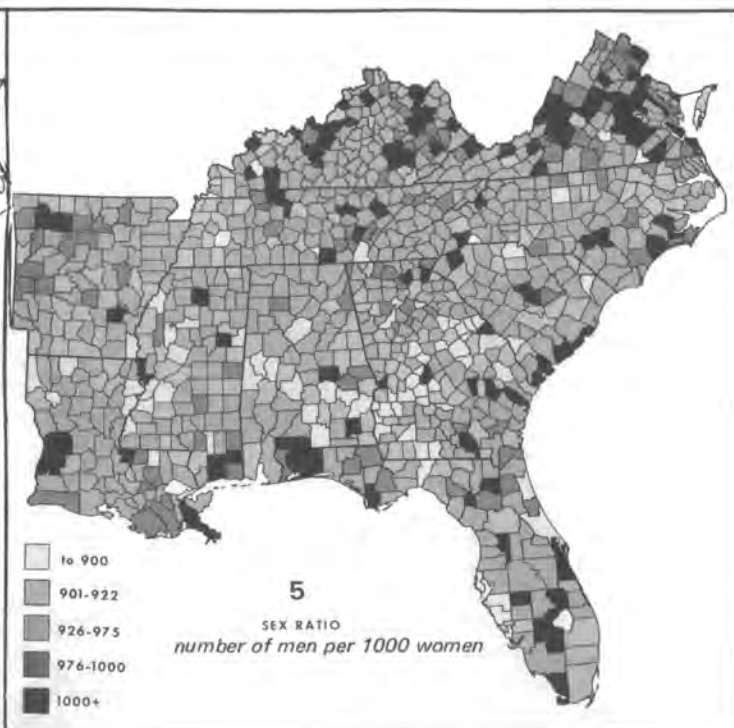 to 900
901-922
926-975
976-1000
1000+
5
SEX RATIO
number of men per 1000 women